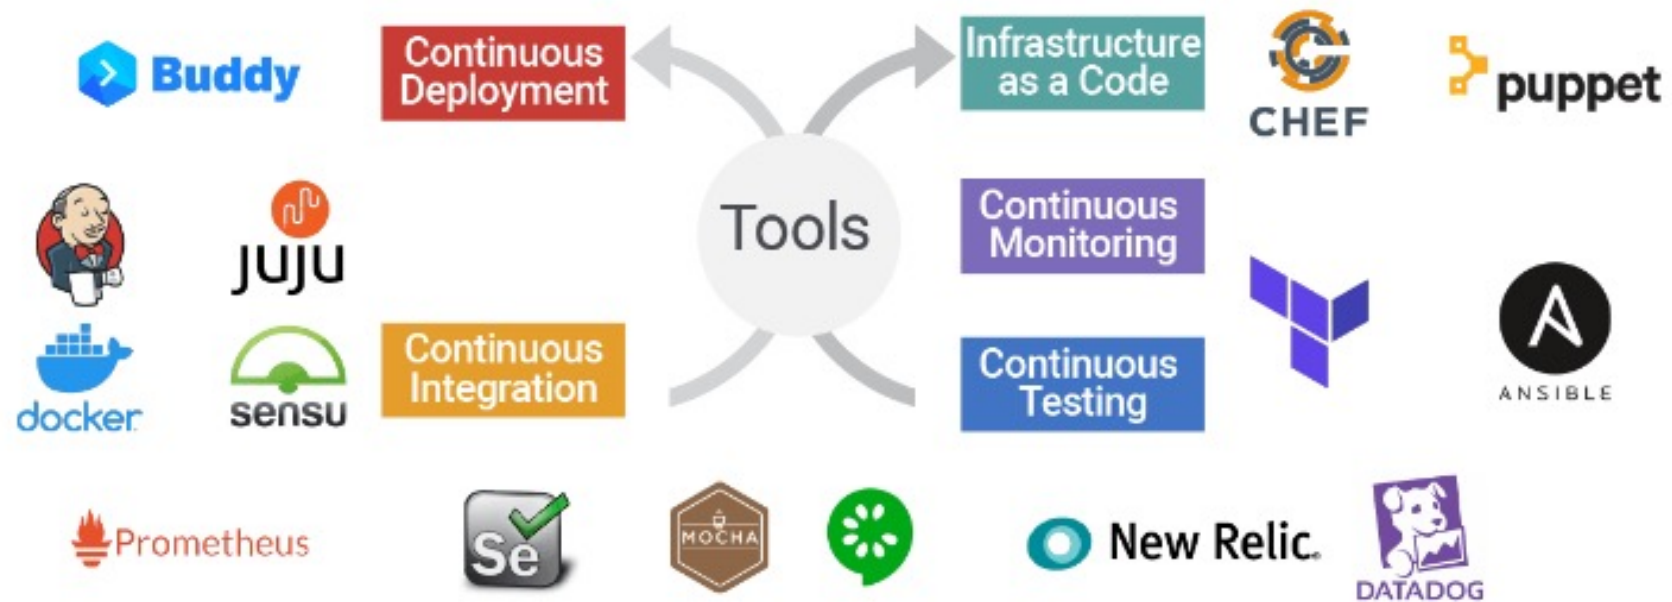 Buddy
Continuous
Deployment
Infrastructure
as a Code
CHEF
puppet
juju
Tools
Continuous
Monitoring
docker
sensu
Continuous
Integration
Continuous
Testing
ANSIBLE
Prometheus
Se
MOCHA
New Relic.
DATADOG